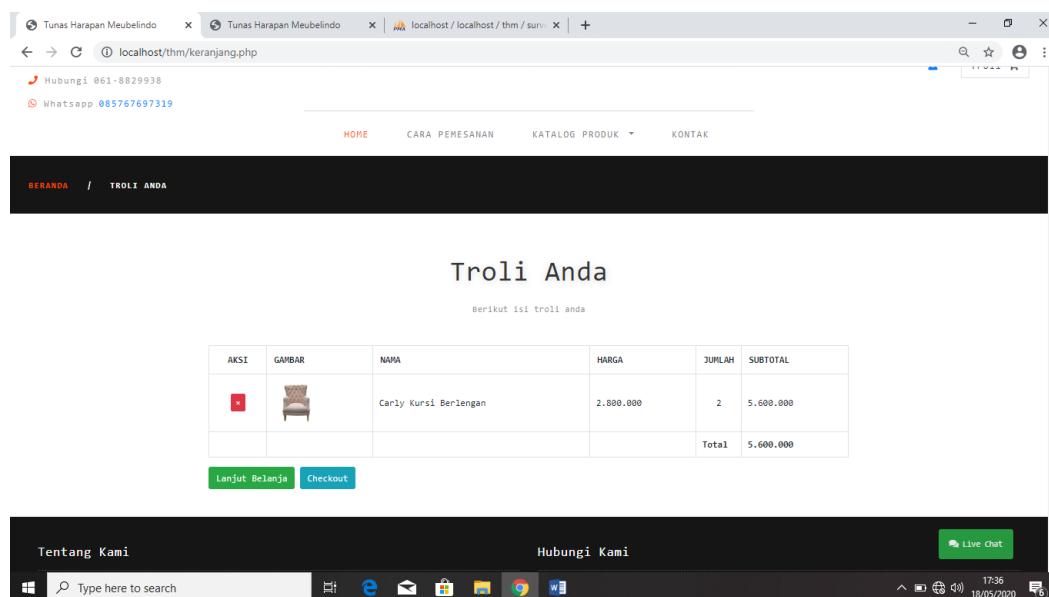 Tunas Harapan Meubelindo
Tunas Harapan Meubelindo
localhost / localhost / thm / surv
localhost/thm/keranjang.php
Hubungi 061-8829938
Troli
Whatsapp 085767697319
HOME CARA PEMESANAN KATALOG PRODUK KONTAK
BERANDA / TROLI ANDA
Troli Anda
Berikut isi troli anda
AKSI GAMBAR NAMA HARGA JUMLAH SUBTOTAL
× Carly Kursi Berlengan 2.800.000 2 5.600.000
Total 5.600.000
Lanjut Belanja Checkout
Tentang Kami Hubungi Kami
Live Chat
Type here to search
17:36
18/05/2020
6